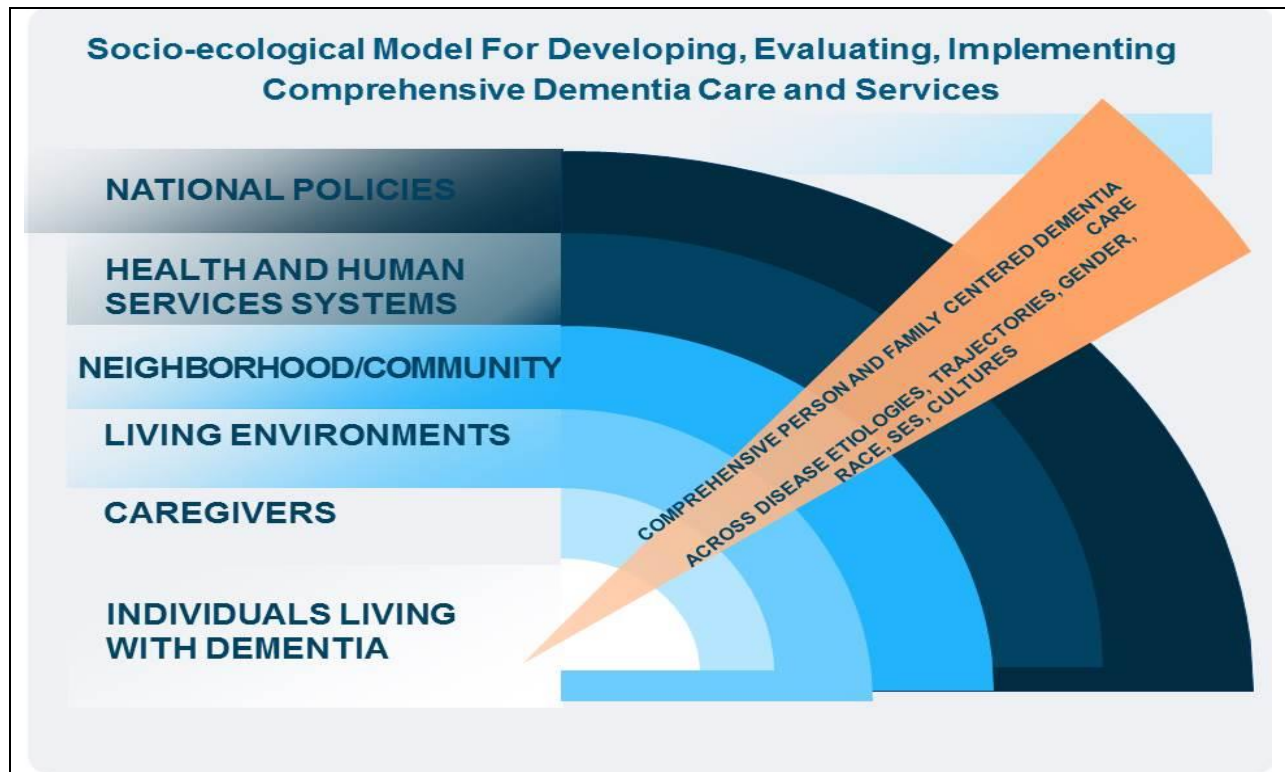 Socio-ecological Model For Developing, Evaluating, Implementing
Comprehensive Dementia Care and Services
NATIONAL POLICIES
HEALTH AND HUMAN
SERVICES SYSTEMS
NEIGHBORHOOD/COMMUNITY
LIVING ENVIRONMENTS
CAREGIVERS
INDIVIDUALS LIVING
WITH DEMENTIA
COMPREHENSIVE PERSON AND FAMILY CENTERED DEMENTIA
CARE
ACROSS DISEASE ETIOLOGIES, TRAJECTORIES, GENDER,
RACE, SES, CULTURES